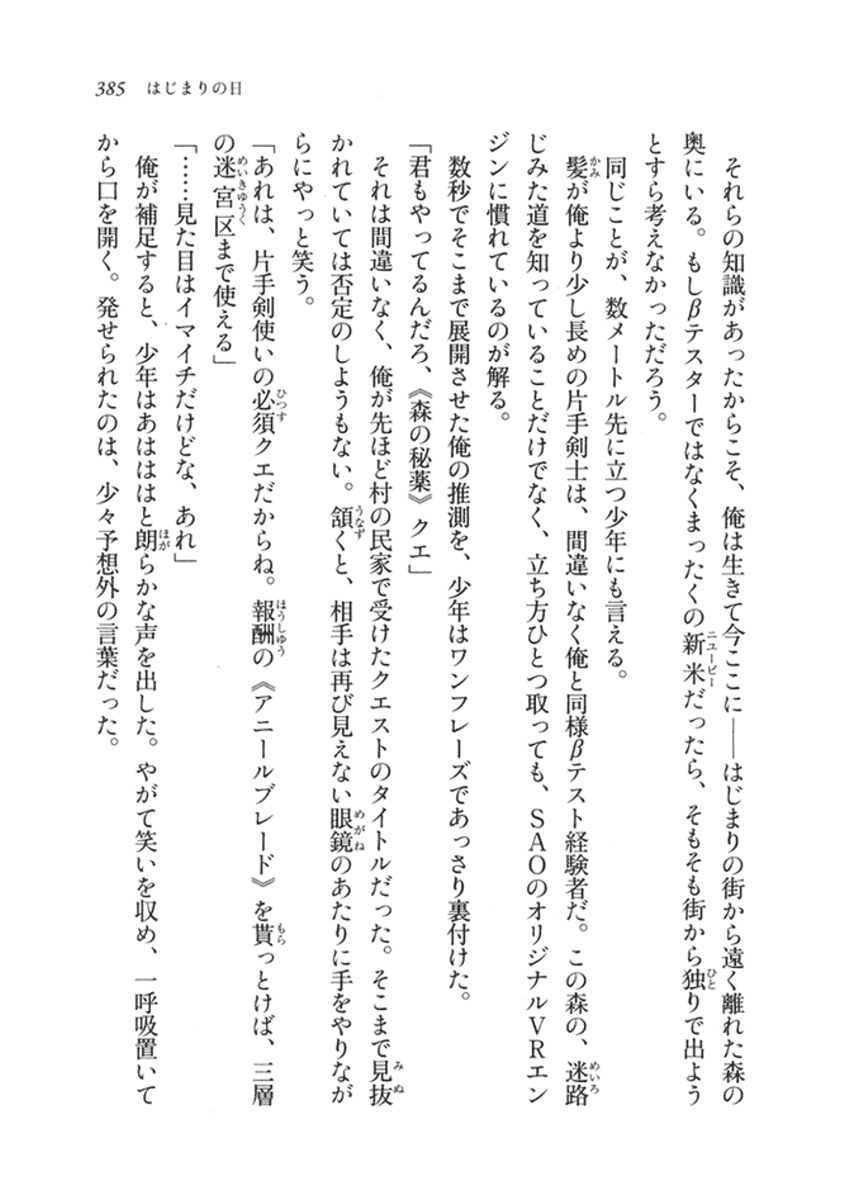 385 はじまりの日
それらの知識があったからこそ、俺は生きて今ここに――はじまりの街から遠く離れた森の
奥にいる。もしβテスターではなくまったくの新米だったら、そもそも街から独りで出よう
とすら考えなかっただろう。
同じことが、数メートル先に立つ少年にも言える。
髪が俺より少し長めの片手剣士は、間違いなく俺と同様βテスト経験者だ。この森の、迷路
じみた道を知っていることだけでなく、立ち方ひとつ取っても、SAOのオリジナルVRエン
ジンに慣れているのが解る。
数秒でそこまで展開させた俺の推測を、少年はワンフレーズであっさり裏付けた。
「君もやってるんだろ、《森の秘薬》クエ」
それは間違いなく、俺が先ほど村の民家で受けたクエストのタイトルだった。そこまで見抜
かれていては否定のしようもない。頷くと、相手は再び見えない眼鏡のあたりに手をやりなが
らにやっと笑う。
「あれは、片手剣使いの必須クエだからね。報酬の《アニールブレード》を貰っとけば、三層
の迷宮区まで使える」
「……見た目はイマイチだけどな、あれ」
俺が補足すると、少年はあははと朗らかな声を出した。やがて笑いを収め、一呼吸置いて
から口を開く。発せられたのは、少々予想外の言葉だった。